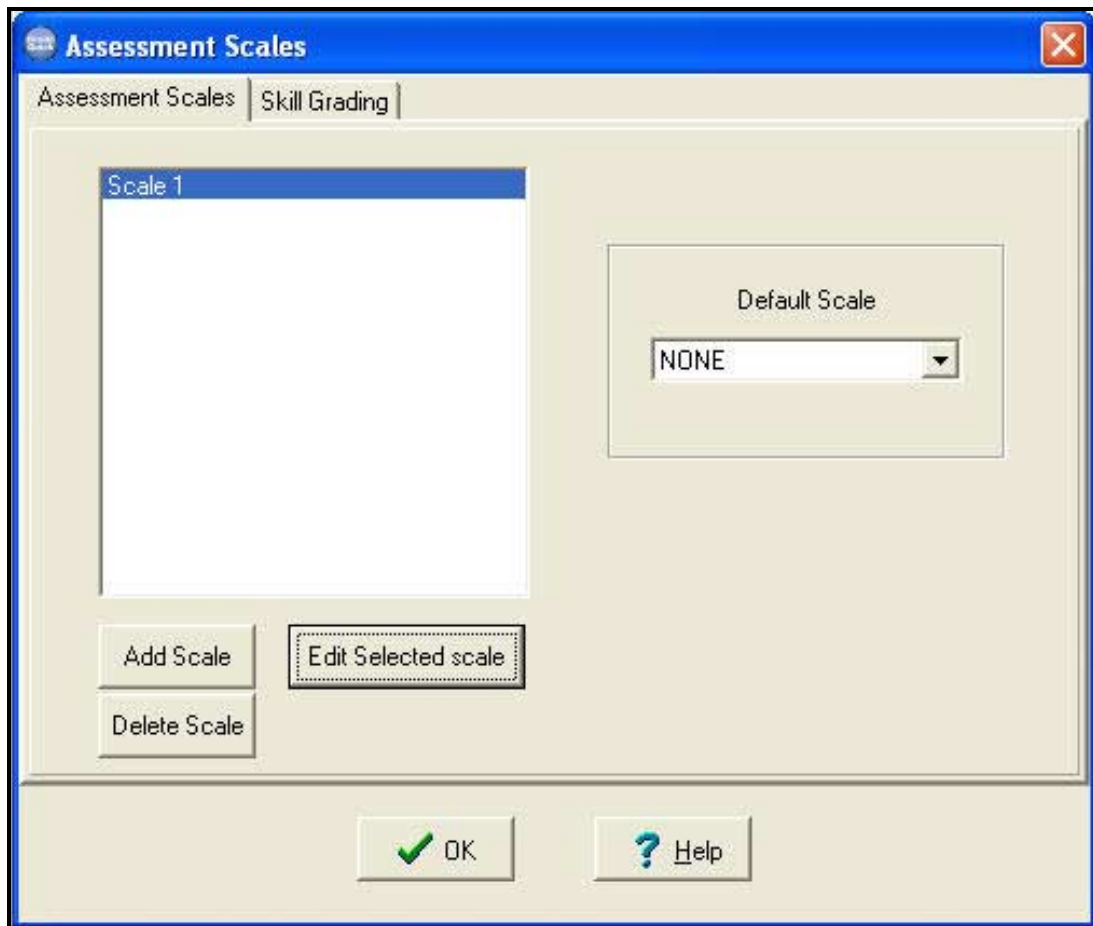 Assessment Scales
Assessment Scales
Skill Grading
Scale 1
Default Scale
NONE
Add Scale
Edit Selected scale
Delete Scale
OK
? Help